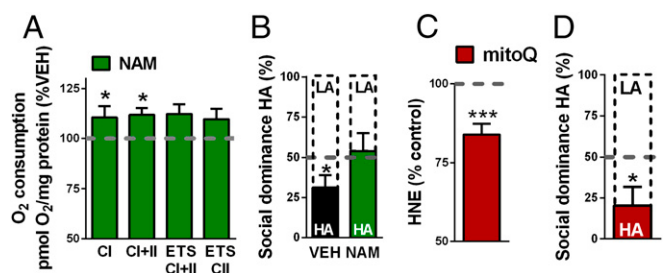 A
NAM
O₂ consumption
pmol O₂/mg protein (%VEH)
125
100
75
50
*
*
CI
CI+II
ETS
CI+II
ETS
CII
B
Social dominance HA (%)
100
75
50
25
0
LA
LA
*
HA
HA
VEH
NAM
C
mitoQ
HNE (% control)
100
50
***
D
Social dominance HA (%)
100
75
50
25
0
LA
*
HA